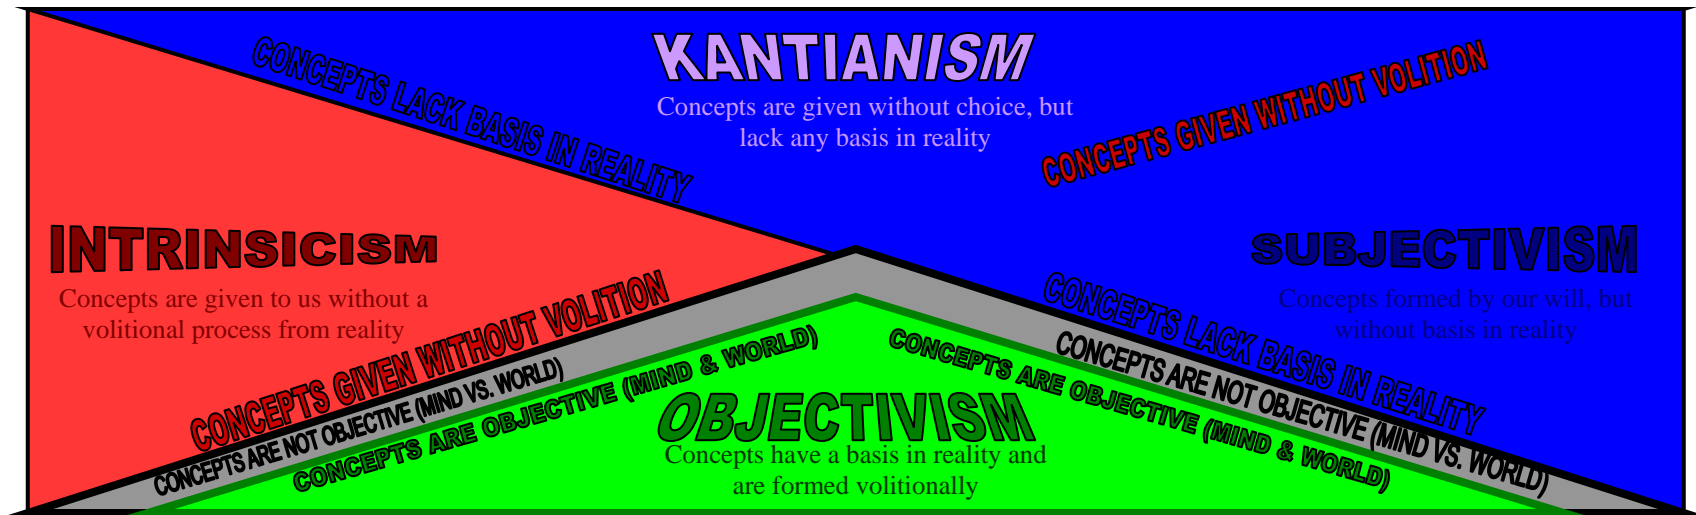 KANTIANISM
Concepts are given without choice, but
lack any basis in reality
CONCEPTS LACK BASIS IN REALITY
CONCEPTS GIVEN WITHOUT VOLITION
INTRINSICISM
Concepts are given to us without a
volitional process from reality
SUBJECTIVISM
Concepts formed by our will, but
without basis in reality
CONCEPTS GIVEN WITHOUT VOLITION
CONCEPTS ARE NOT OBJECTIVE (MIND VS. WORLD)
CONCEPTS ARE OBJECTIVE (MIND & WORLD)
CONCEPTS LACK BASIS IN REALITY
CONCEPTS ARE NOT OBJECTIVE (MIND VS. WORLD)
CONCEPTS ARE OBJECTIVE (MIND & WORLD)
OBJECTIVISM
Concepts have a basis in reality and
are formed volitionally